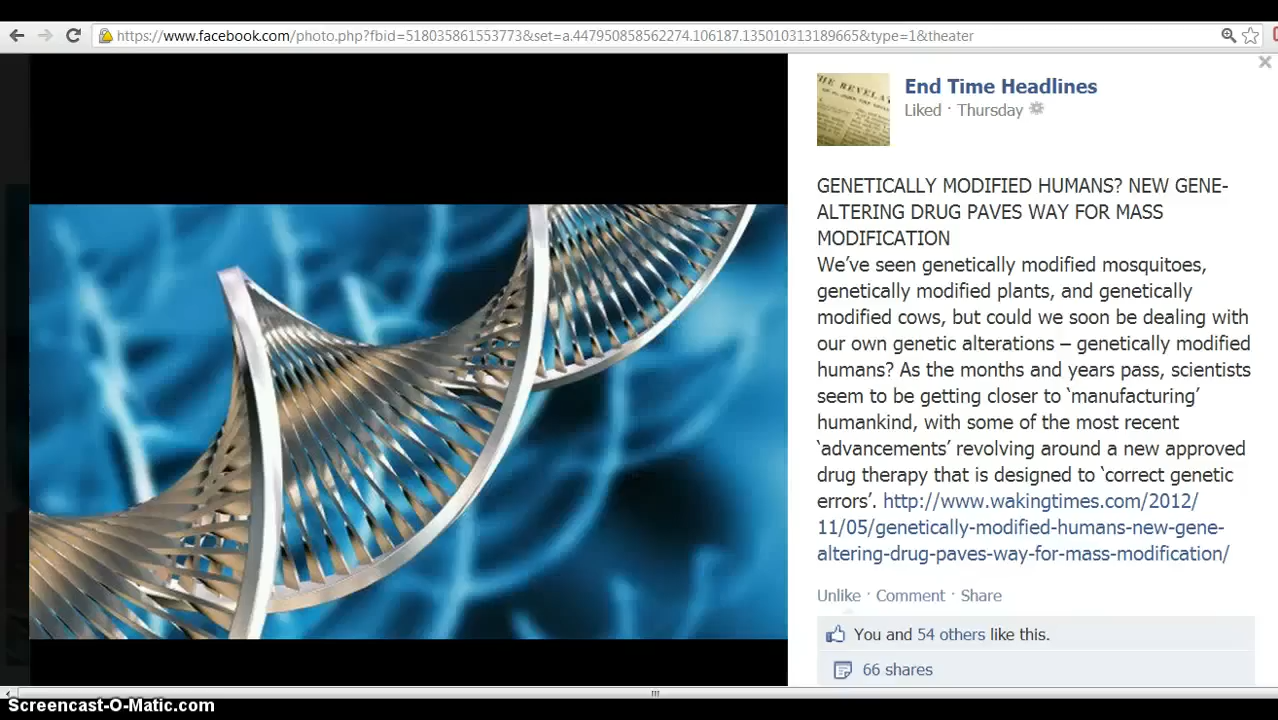 https://www.facebook.com/photo.php?fbid=518035861553773&set=a.447950858562274.106187.135010313189665&type=1&theater
THE REVELAT
End Time Headlines
Liked · Thursday
GENETICALLY MODIFIED HUMANS? NEW GENE-
ALTERING DRUG PAVES WAY FOR MASS
MODIFICATION
We've seen genetically modified mosquitoes,
genetically modified plants, and genetically
modified cows, but could we soon be dealing with
our own genetic alterations – genetically modified
humans? As the months and years pass, scientists
seem to be getting closer to ‘manufacturing’
humankind, with some of the most recent
‘advancements’ revolving around a new approved
drug therapy that is designed to ‘correct genetic
errors’. http://www.wakingtimes.com/2012/
11/05/genetically-modified-humans-new-gene-
altering-drug-paves-way-for-mass-modification/
Unlike · Comment · Share
You and 54 others like this.
66 shares
Screencast-O-Matic.com